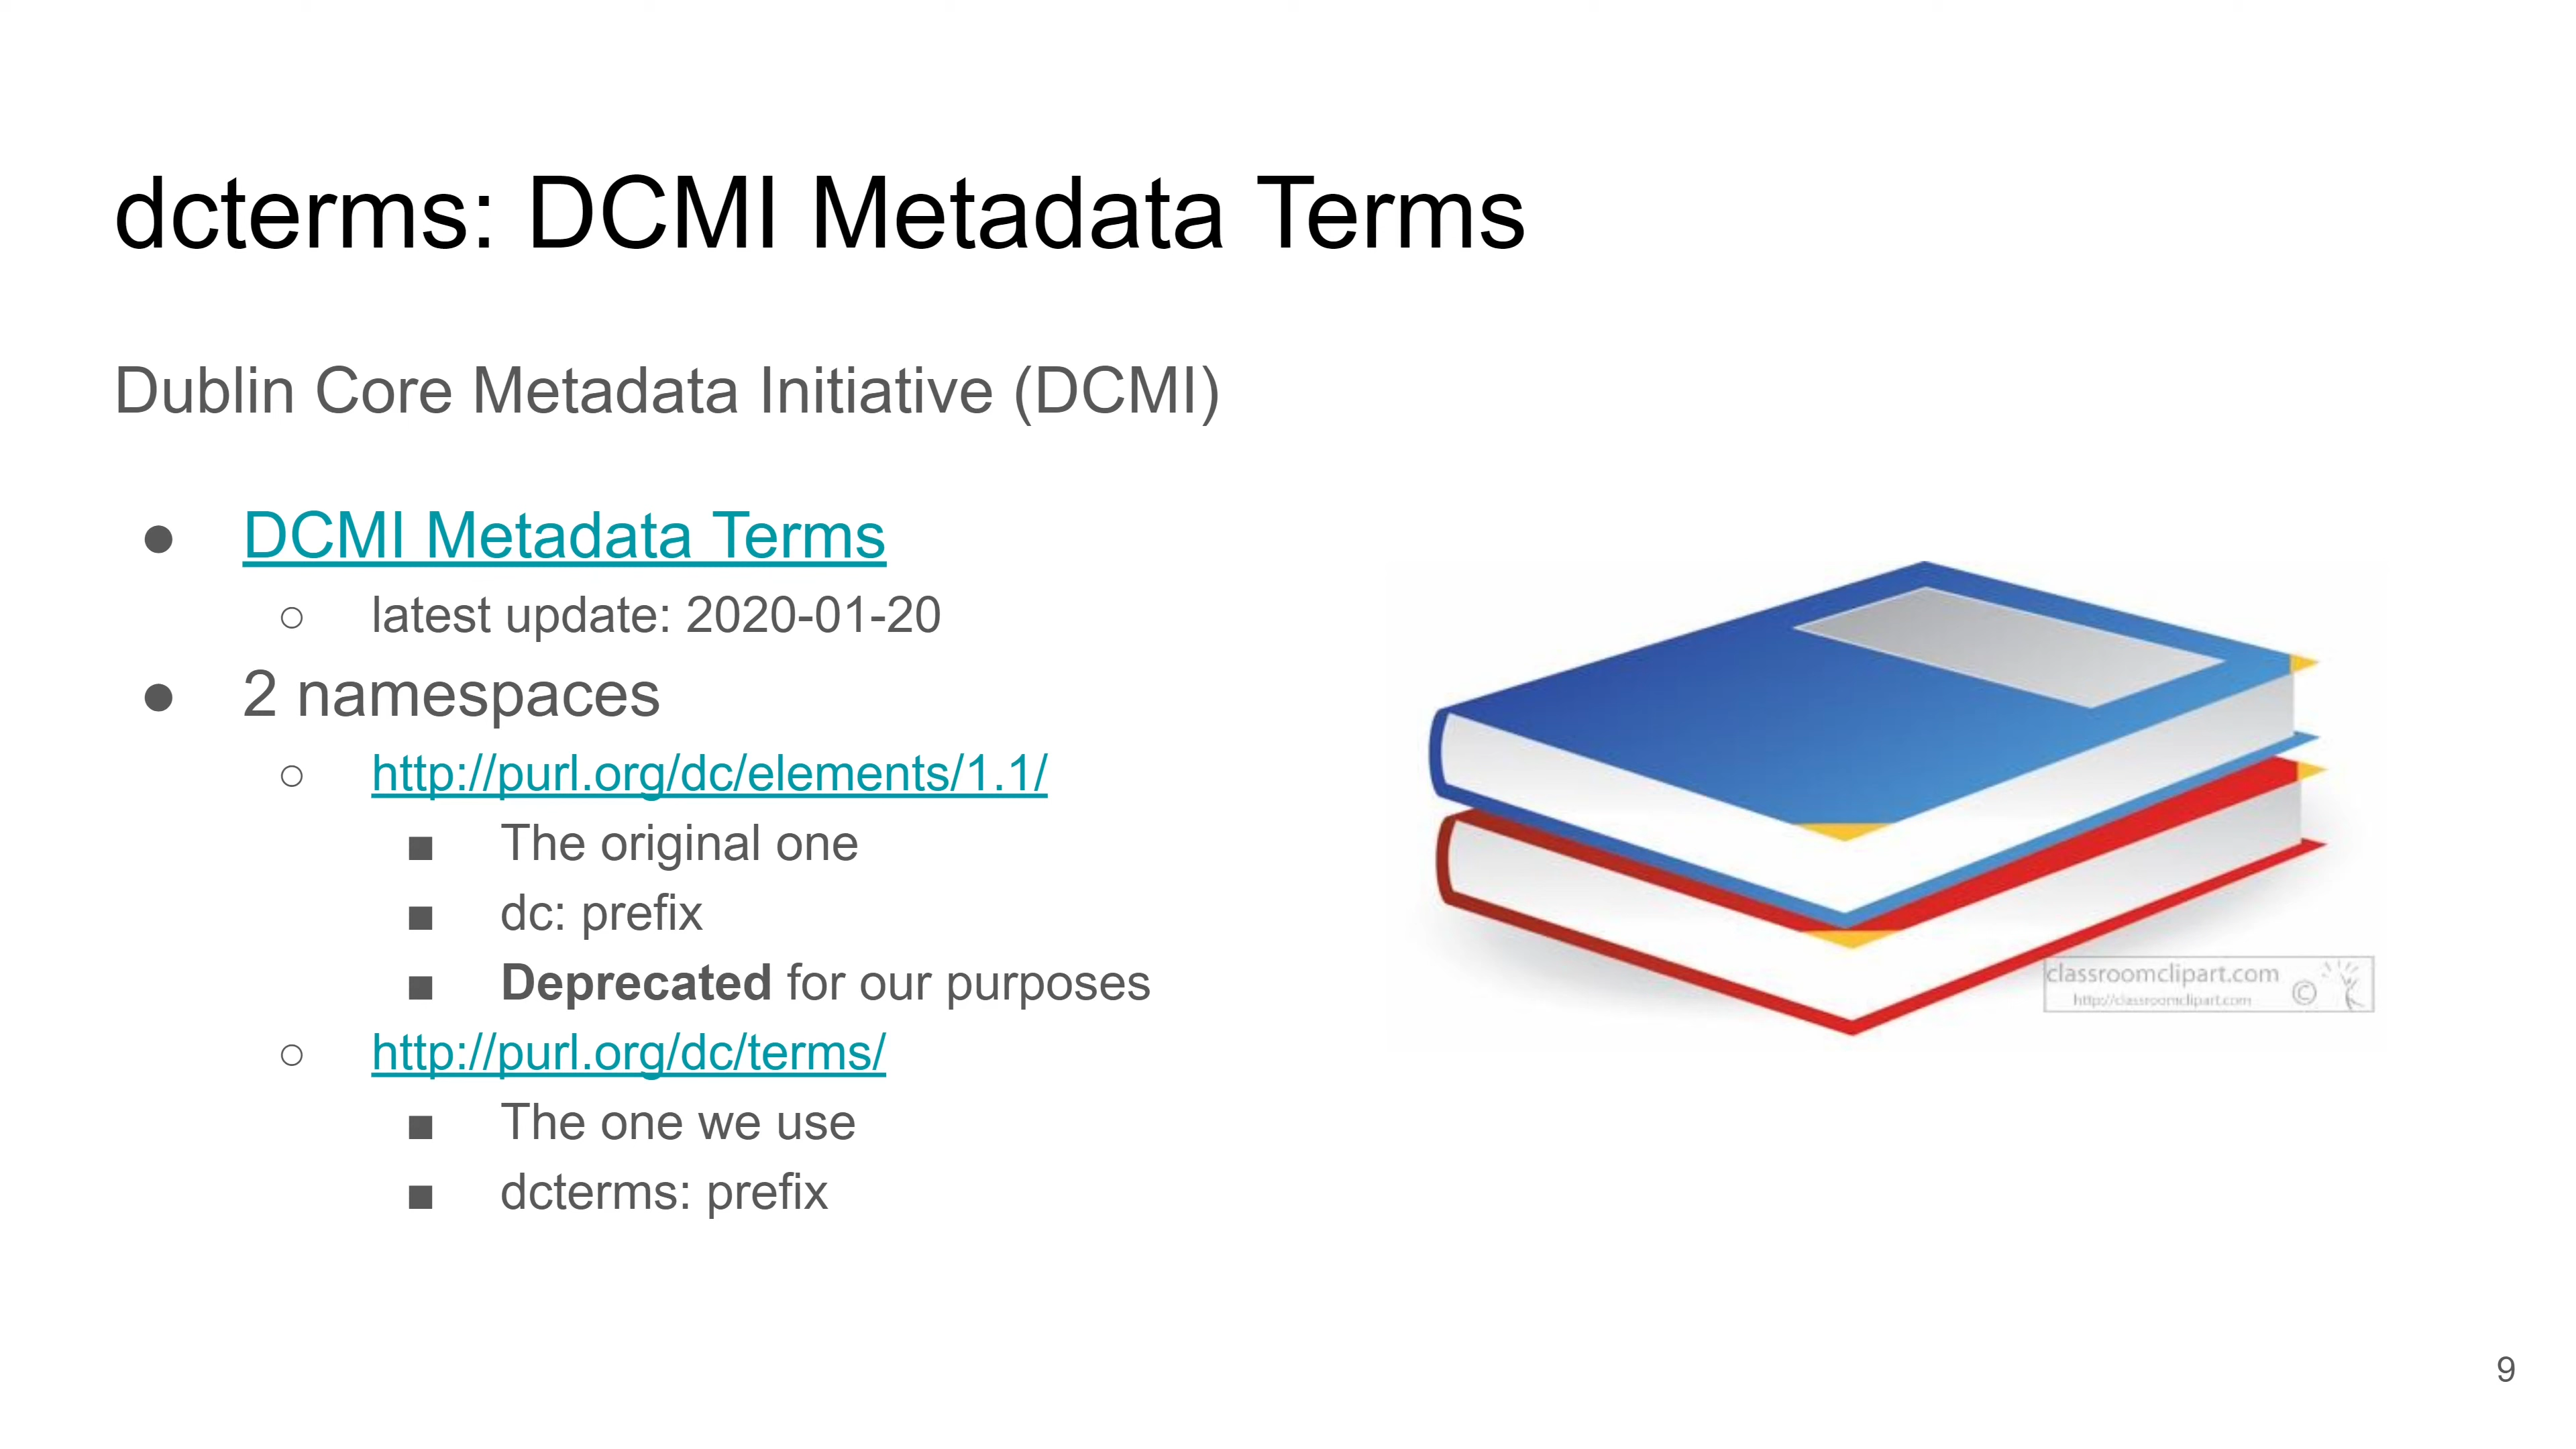 dcterms: DCMI Metadata Terms
Dublin Core Metadata Initiative (DCMI)
● DCMI Metadata Terms
○ latest update: 2020-01-20
● 2 namespaces
○ http://purl.org/dc/elements/1.1/
■ The original one
■ dc: prefix
■ Deprecated for our purposes
○ http://purl.org/dc/terms/
■ The one we use
■ dcterms: prefix
classroomclipart.com
http://classroomclipart.com ©
9